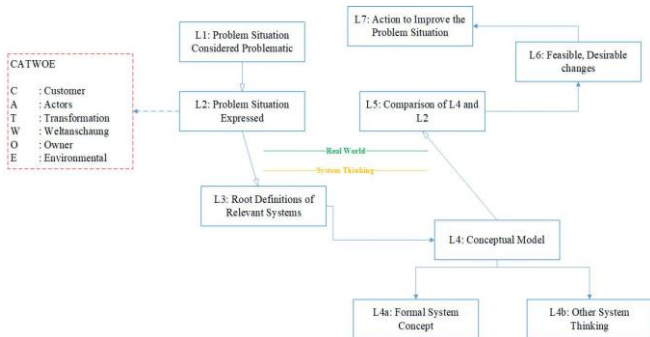 L1: Problem Situation
Considered Problematic
L7: Action to Improve the
Problem Situation
L6: Feasible, Desirable
changes
CATWOE
C : Customer
A : Actors
T : Transformation
W : Weltanschaung
O : Owner
E : Environmental
L2: Problem Situation
Expressed
L5: Comparison of L4 and
L2
Real World
System Thinking
L3: Root Definitions of
Relevant Systems
L4: Conceptual Model
L4a: Formal System
Concept
L4b: Other System
Thinking